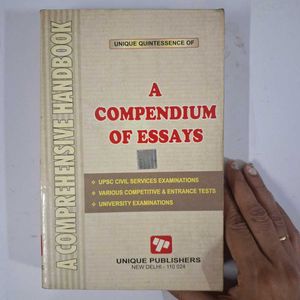 A COMPREHENSIVE HANDBOOK
UNIQUE QUINTESSENCE OF
A
COMPENDIUM
OF ESSAYS
UPSC CIVIL SERVICES EXAMINATIONS
VARIOUS COMPETITIVE & ENTRANCE TESTS
UNIVERSITY EXAMINATIONS
UNIQUE PUBLISHERS
NEW DELHI - 110 024